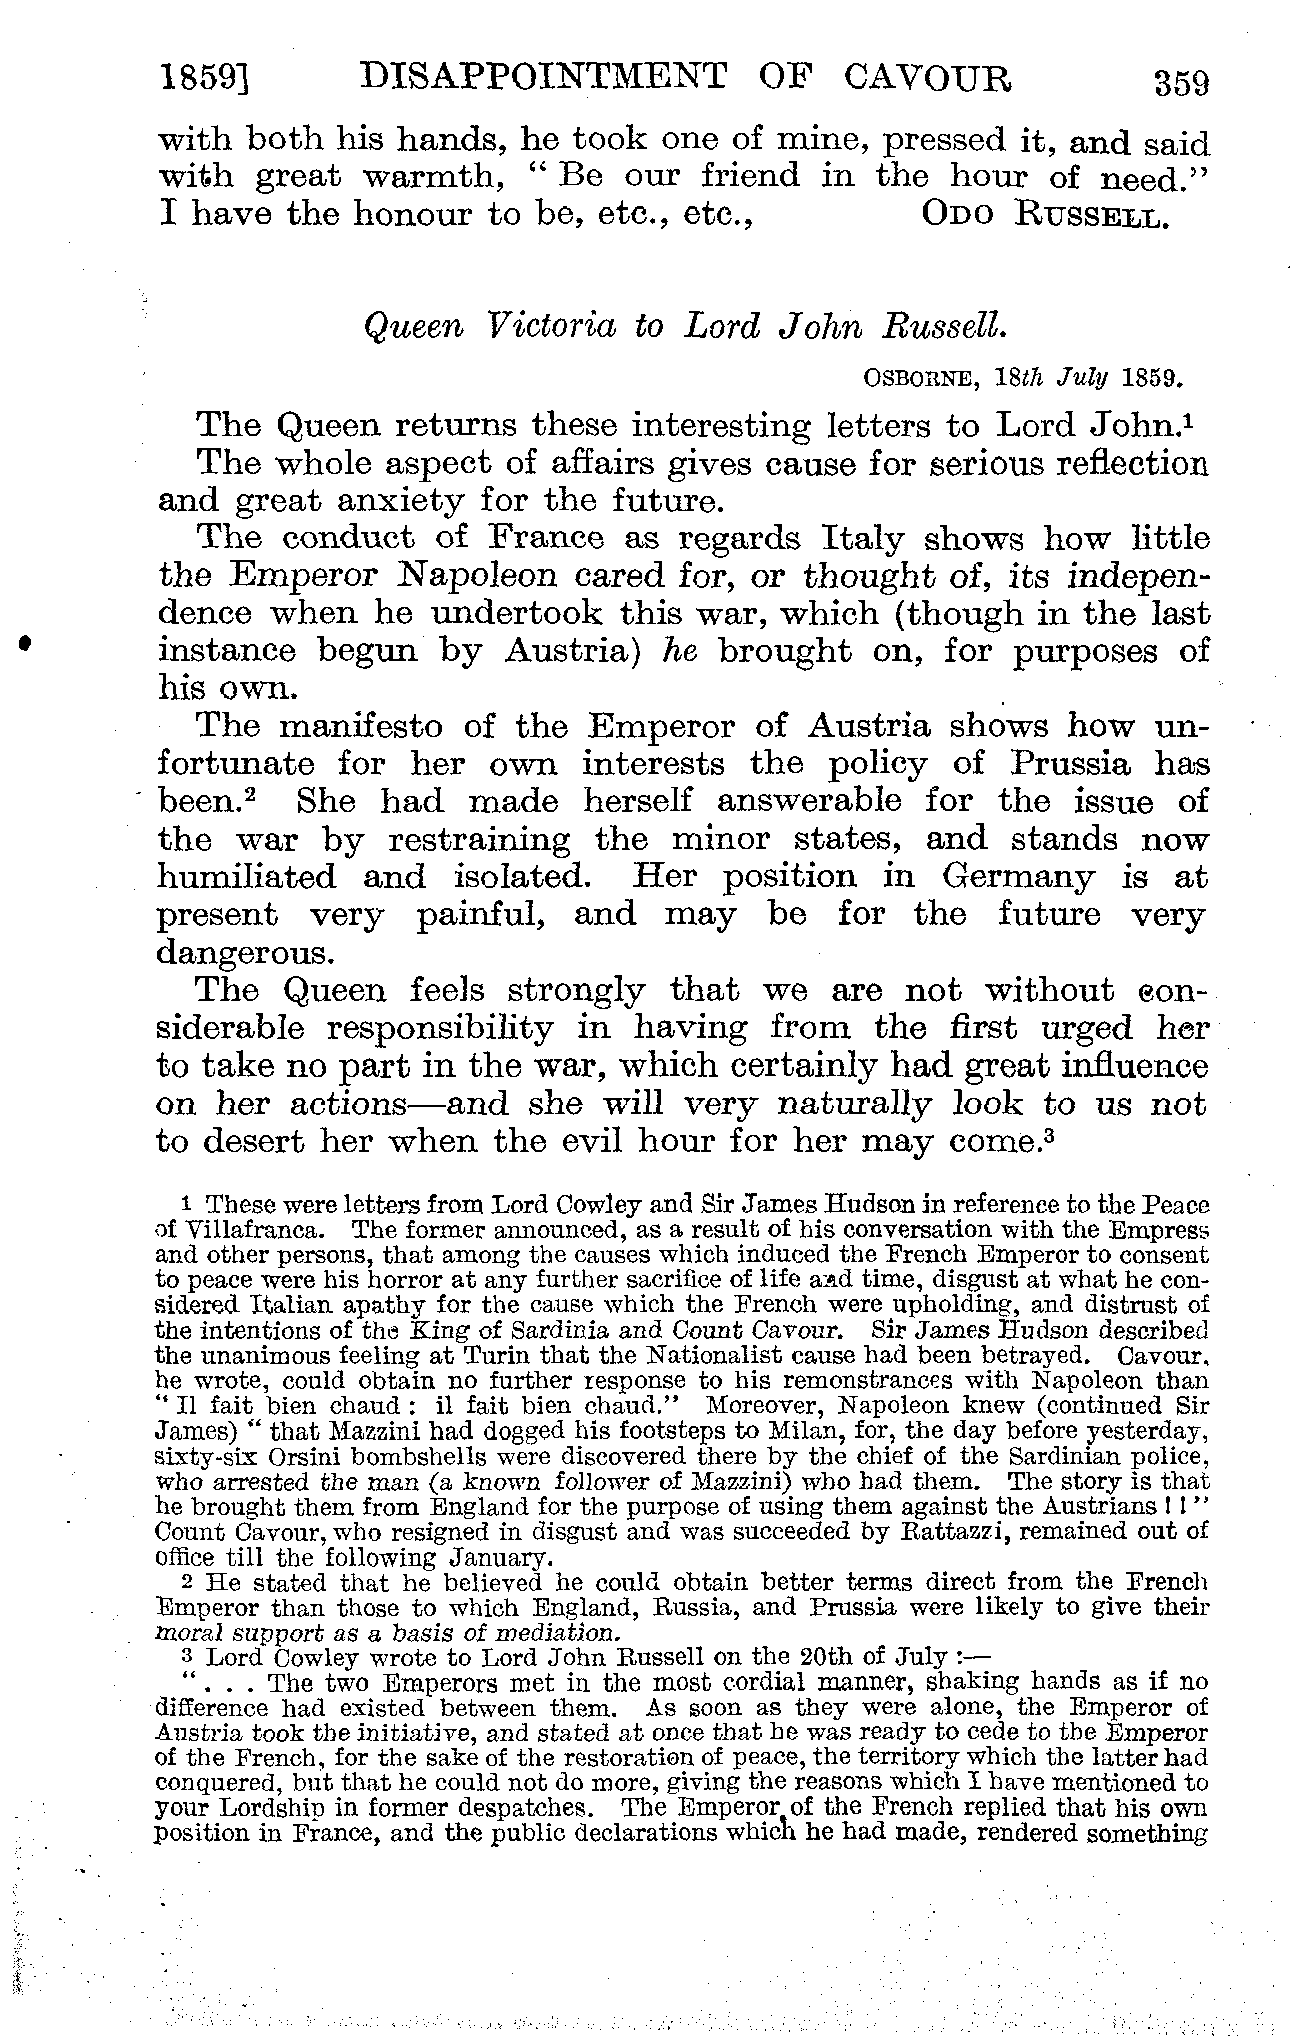 1859] DISAPPOINTMENT OF CAVOUR 359
with both his hands, he took one of mine, pressed it, and said
with great warmth, “ Be our friend in the hour of need.”
I have the honour to be, etc., etc., ODO RUSSELL.
Queen Victoria to Lord John Russell.
OSBORNE, 18th July 1859.
The Queen returns these interesting letters to Lord John.¹
The whole aspect of affairs gives cause for serious reflection
and great anxiety for the future.
The conduct of France as regards Italy shows how little
the Emperor Napoleon cared for, or thought of, its indepen-
dence when he undertook this war, which (though in the last
instance begun by Austria) he brought on, for purposes of
his own.
The manifesto of the Emperor of Austria shows how un-
fortunate for her own interests the policy of Prussia has
been.² She had made herself answerable for the issue of
the war by restraining the minor states, and stands now
humiliated and isolated. Her position in Germany is at
present very painful, and may be for the future very
dangerous.
The Queen feels strongly that we are not without con-
siderable responsibility in having from the first urged her
to take no part in the war, which certainly had great influence
on her actions—and she will very naturally look to us not
to desert her when the evil hour for her may come.³
1 These were letters from Lord Cowley and Sir James Hudson in reference to the Peace
of Villafranca. The former announced, as a result of his conversation with the Empress
and other persons, that among the causes which induced the French Emperor to consent
to peace were his horror at any further sacrifice of life and time, disgust at what he con-
sidered Italian apathy for the cause which the French were upholding, and distrust of
the intentions of the King of Sardinia and Count Cavour. Sir James Hudson described
the unanimous feeling at Turin that the Nationalist cause had been betrayed. Cavour,
he wrote, could obtain no further response to his remonstrances with Napoleon than
“ Il fait bien chaud : il fait bien chaud.” Moreover, Napoleon knew (continued Sir
James) “ that Mazzini had dogged his footsteps to Milan, for, the day before yesterday,
sixty-six Orsini bombshells were discovered there by the chief of the Sardinian police,
who arrested the man (a known follower of Mazzini) who had them. The story is that
he brought them from England for the purpose of using them against the Austrians ! ! ”
Count Cavour, who resigned in disgust and was succeeded by Rattazzi, remained out of
office till the following January.
2 He stated that he believed he could obtain better terms direct from the French
Emperor than those to which England, Russia, and Prussia were likely to give their
moral support as a basis of mediation.
3 Lord Cowley wrote to Lord John Russell on the 20th of July :—
“ . . . The two Emperors met in the most cordial manner, shaking hands as if no
difference had existed between them. As soon as they were alone, the Emperor of
Austria took the initiative, and stated at once that he was ready to cede to the Emperor
of the French, for the sake of the restoration of peace, the territory which the latter had
conquered, but that he could not do more, giving the reasons which I have mentioned to
your Lordship in former despatches. The Emperor of the French replied that his own
position in France, and the public declarations which he had made, rendered something